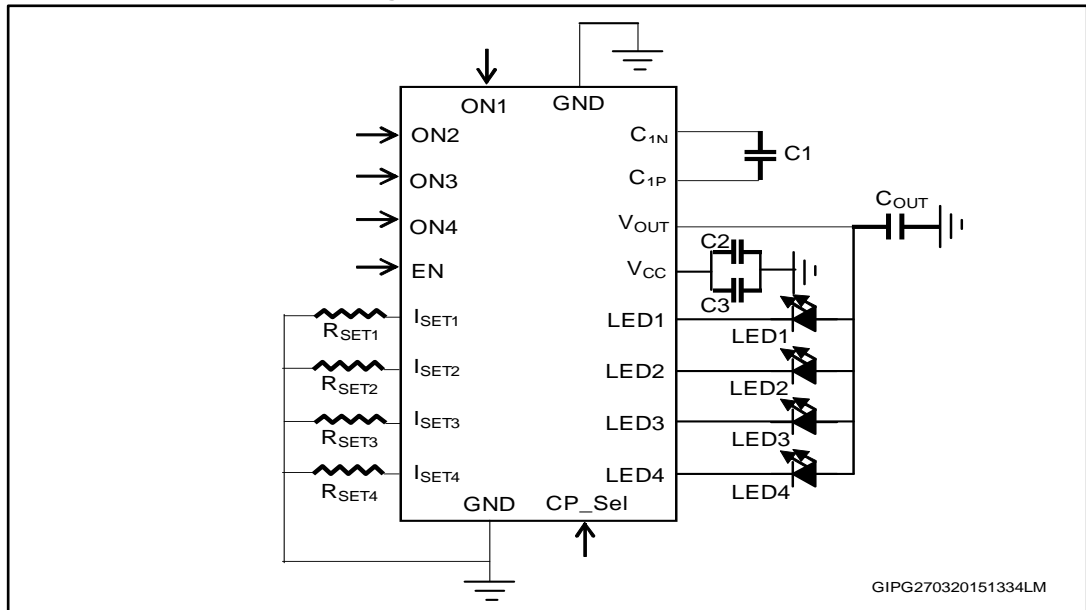 ON1
GND
ON2
ON3
ON4
EN
C1N
C1P
C1
VOUT
COUT
VCC
C2
C3
ISET1
RSET1
ISET2
RSET2
ISET3
RSET3
ISET4
RSET4
LED1
LED1
LED2
LED2
LED3
LED3
LED4
LED4
GND
CP_Sel
GIPG270320151334LM